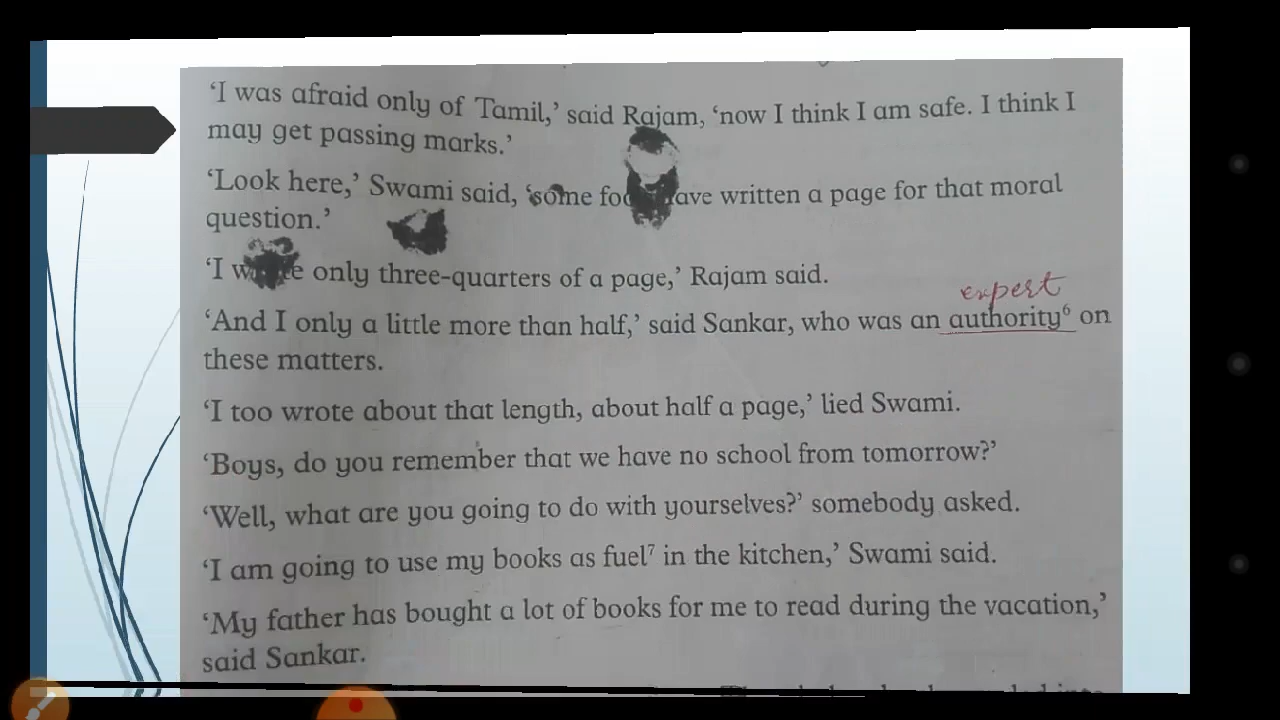 ‘I was afraid only of Tamil,’ said Rajam, ‘now I think I am safe. I think I
may get passing marks.’
‘Look here,’ Swami said, ‘some have written a page for that moral
question.’
‘I wrote only three-quarters of a page,’ Rajam said.
expert
‘And I only a little more than half,’ said Sankar, who was an authority⁶ on
these matters.
‘I too wrote about that length, about half a page,’ lied Swami.
‘Boys, do you remember that we have no school from tomorrow?’
‘Well, what are you going to do with yourselves?’ somebody asked.
‘I am going to use my books as fuel⁷ in the kitchen,’ Swami said.
‘My father has bought a lot of books for me to read during the vacation,’
said Sankar.